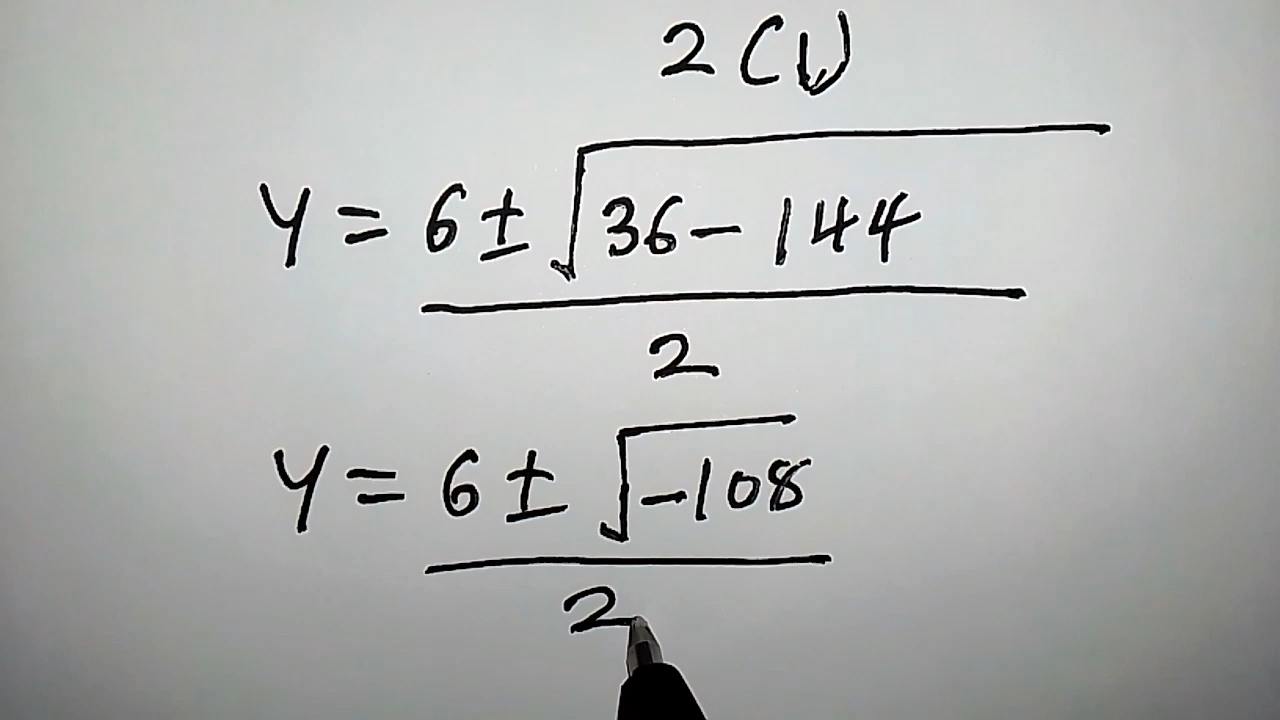 2(1)
Y = 6 ± √36 - 144
2
Y = 6 ± √-108
2